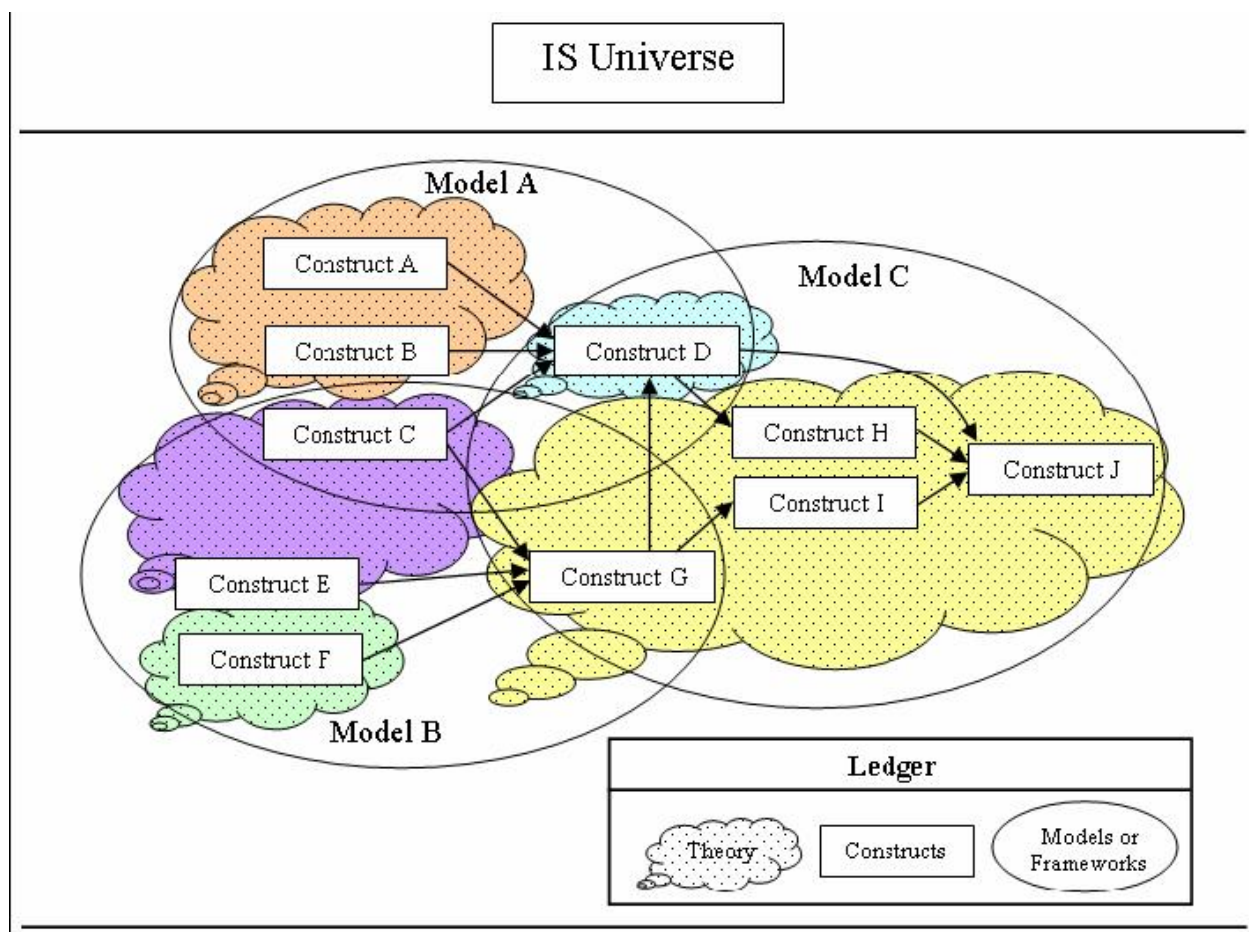 IS Universe
Model A
Construct A
Model C
Construct B
Construct D
Construct C
Construct H
Construct J
Construct I
Construct E
Construct G
Construct F
Model B
Ledger
Theory
Constructs
Models or
Frameworks